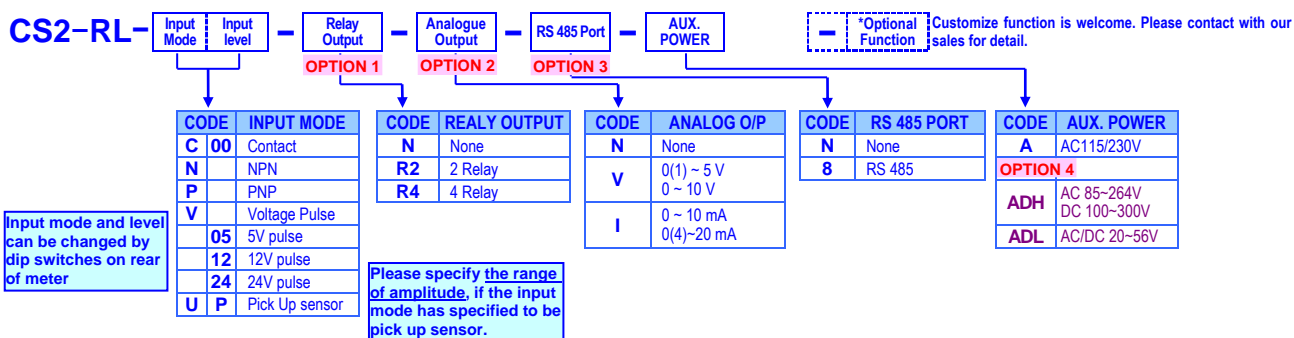 CS2-RL- Input Mode Input level - Relay Output - Analogue Output - RS 485 Port - AUX. POWER - *Optional Function Customize function is welcome. Please contact with our sales for detail.
OPTION 1 OPTION 2 OPTION 3
CODE INPUT MODE
C 00 Contact
N NPN
P PNP
V Voltage Pulse
05 5V pulse
12 12V pulse
24 24V pulse
U P Pick Up sensor
CODE REALY OUTPUT
N None
R2 2 Relay
R4 4 Relay
CODE ANALOG O/P
N None
V 0(1) ~ 5 V
0 ~ 10 V
I 0 ~ 10 mA
0(4)~20 mA
CODE RS 485 PORT
N None
8 RS 485
CODE AUX. POWER
A AC115/230V
OPTION 4
ADH AC 85~264V
DC 100~300V
ADL AC/DC 20~56V
Input mode and level
can be changed by
dip switches on rear
of meter
Please specify the range
of amplitude, if the input
mode has specified to be
pick up sensor.